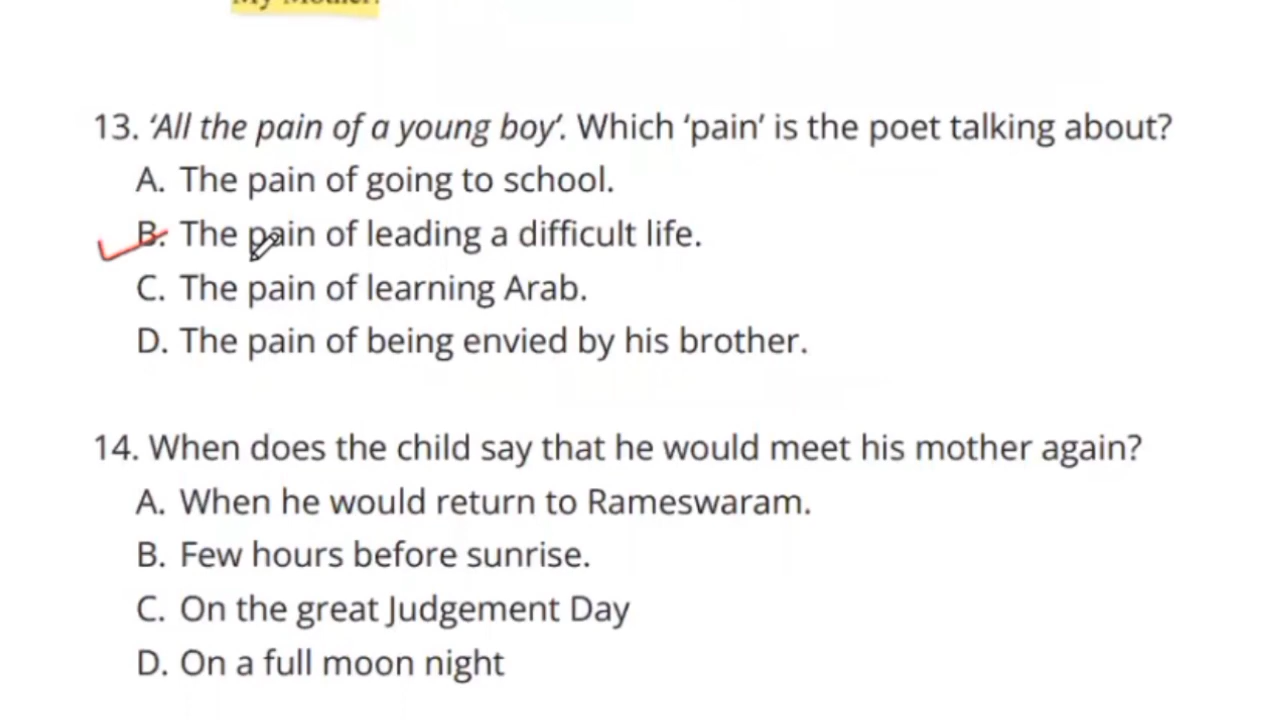 My Mother!
13. ‘All the pain of a young boy’. Which ‘pain’ is the poet talking about?
A. The pain of going to school.
B. The pain of leading a difficult life.
C. The pain of learning Arab.
D. The pain of being envied by his brother.
14. When does the child say that he would meet his mother again?
A. When he would return to Rameswaram.
B. Few hours before sunrise.
C. On the great Judgement Day
D. On a full moon night